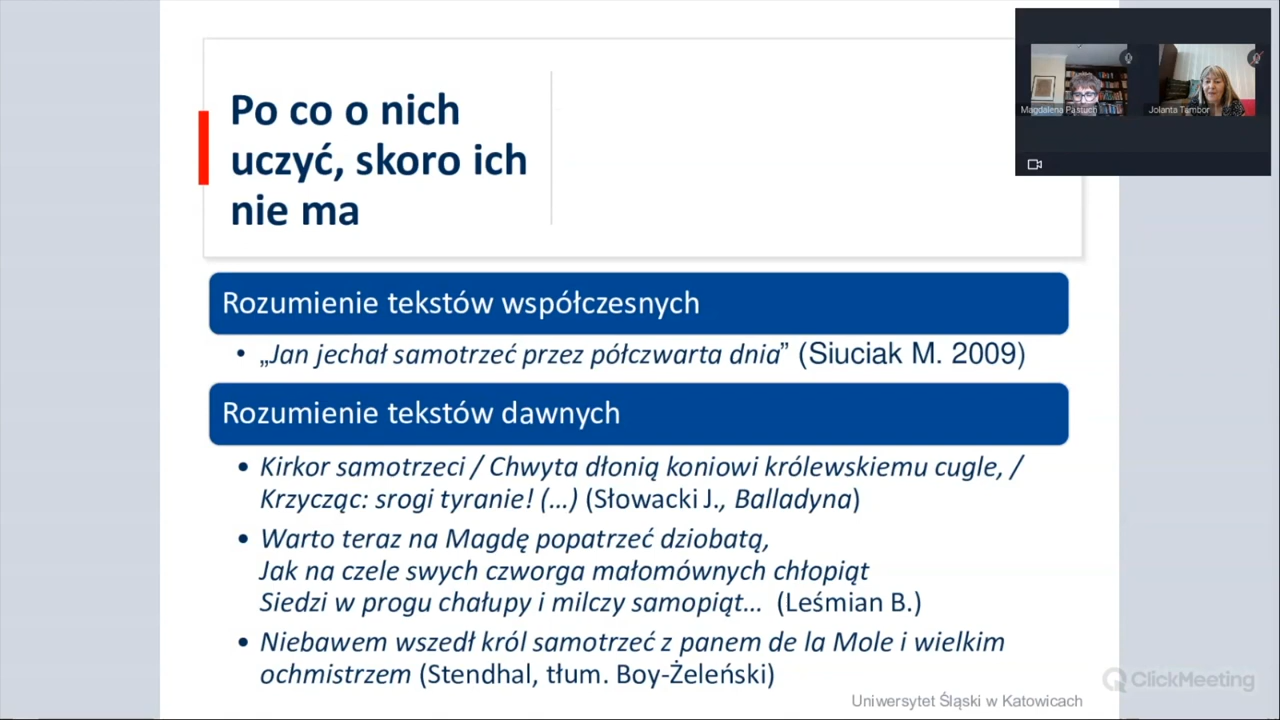 Po co o nich
uczyć, skoro ich
nie ma
Magdalena Pastuch
Jolanta Tambor
Rozumienie tekstów współczesnych
• „Jan jechał samotrzeć przez półczwarta dnia” (Siuciak M. 2009)
Rozumienie tekstów dawnych
• Kirkor samotrzeci / Chwyta dłonią koniowi królewskiemu cugle, /
Krzycząc: srogi tyranie! (…) (Słowacki J., Balladyna)
• Warto teraz na Magdę popatrzeć dziobatą,
Jak na czele swych czworga małomównych chłopiąt
Siedzi w progu chałupy i milczy samopiąt… (Leśmian B.)
• Niebawem wszedł król samotrzeć z panem de la Mole i wielkim
ochmistrzem (Stendhal, tłum. Boy-Żeleński)
Uniwersytet Śląski w Katowicach
ClickMeeting